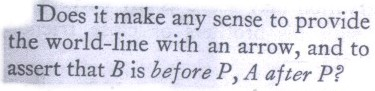 Does it make any sense to provide
the world-line with an arrow, and to
assert that B is before P, A after P?